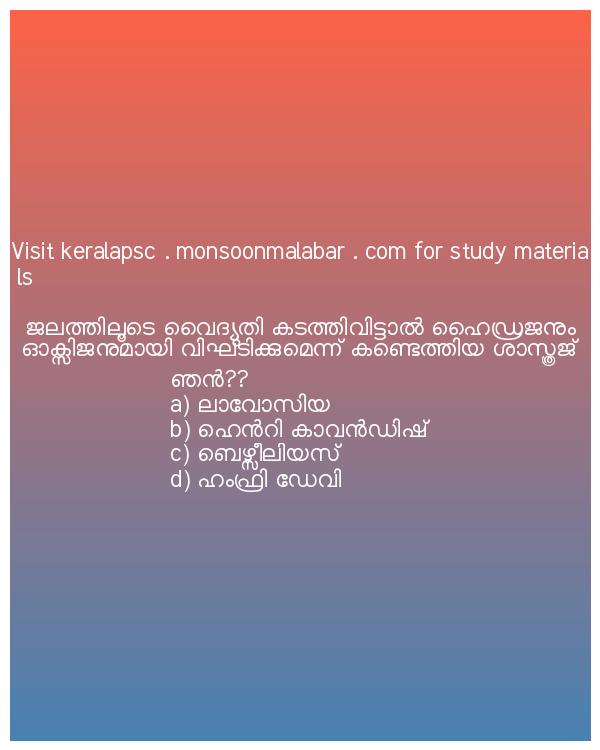 Visit keralapsc . monsoonmalabar . com for study materia
ls
ജലത്തിലൂടെ വൈദ്യുതി കടത്തിവിട്ടാൽ ഹൈഡ്രജനും
ഓക്സിജനുമായി വിഘടിക്കുമെന്ന് കണ്ടെത്തിയ ശാസ്ത്രജ്
ഞൻ??
a) ലാവോസിയ
b) ഹെൻറി കാവൻഡിഷ്
c) ബെഴ്സീലിയസ്
d) ഹംഫ്രി ഡേവി